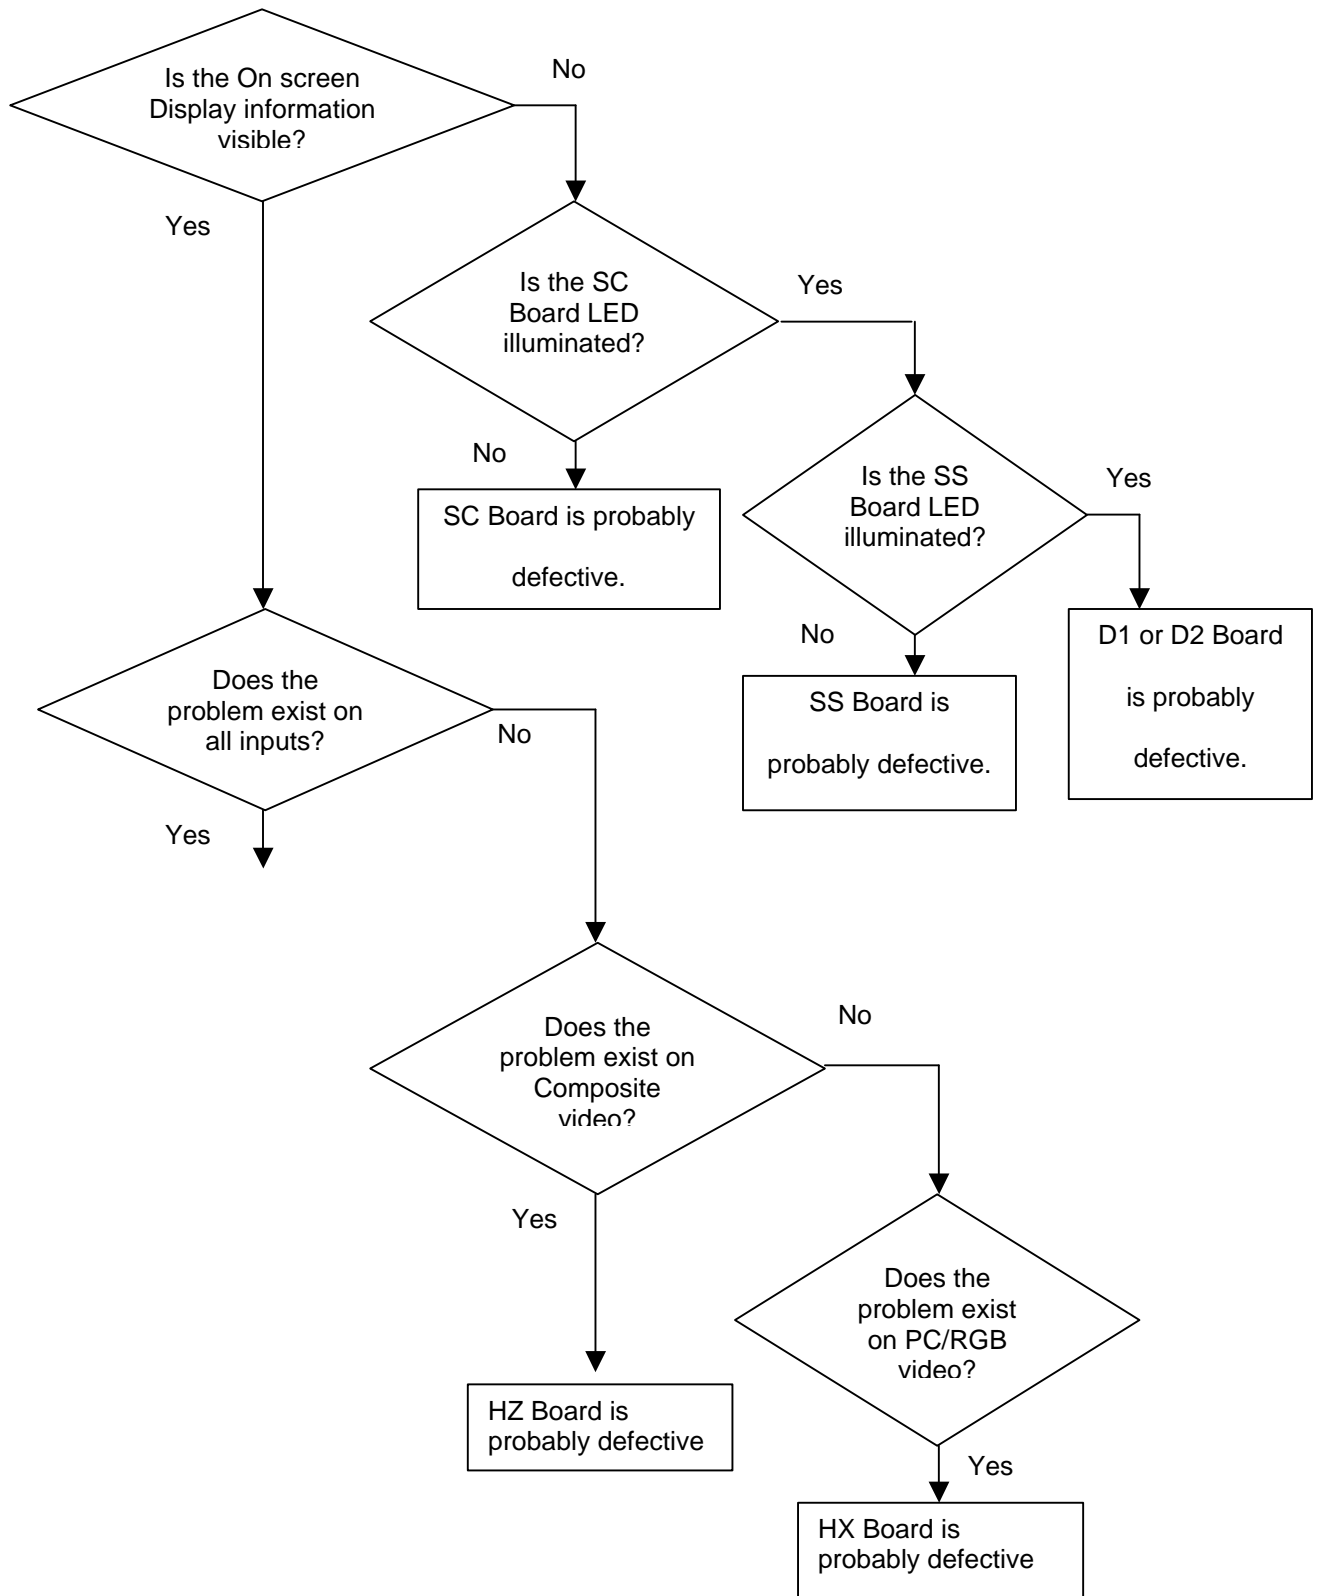 Is the On screen
Display information
visible?
No
Yes
Is the SC
Board LED
illuminated?
Yes
No
SC Board is probably
defective.
Is the SS
Board LED
illuminated?
Yes
No
D1 or D2 Board
is probably
defective.
SS Board is
probably defective.
Does the
problem exist on
all inputs?
No
Yes
Does the
problem exist on
Composite
video?
No
Yes
Does the
problem exist
on PC/RGB
video?
HZ Board is
probably defective
Yes
HX Board is
probably defective